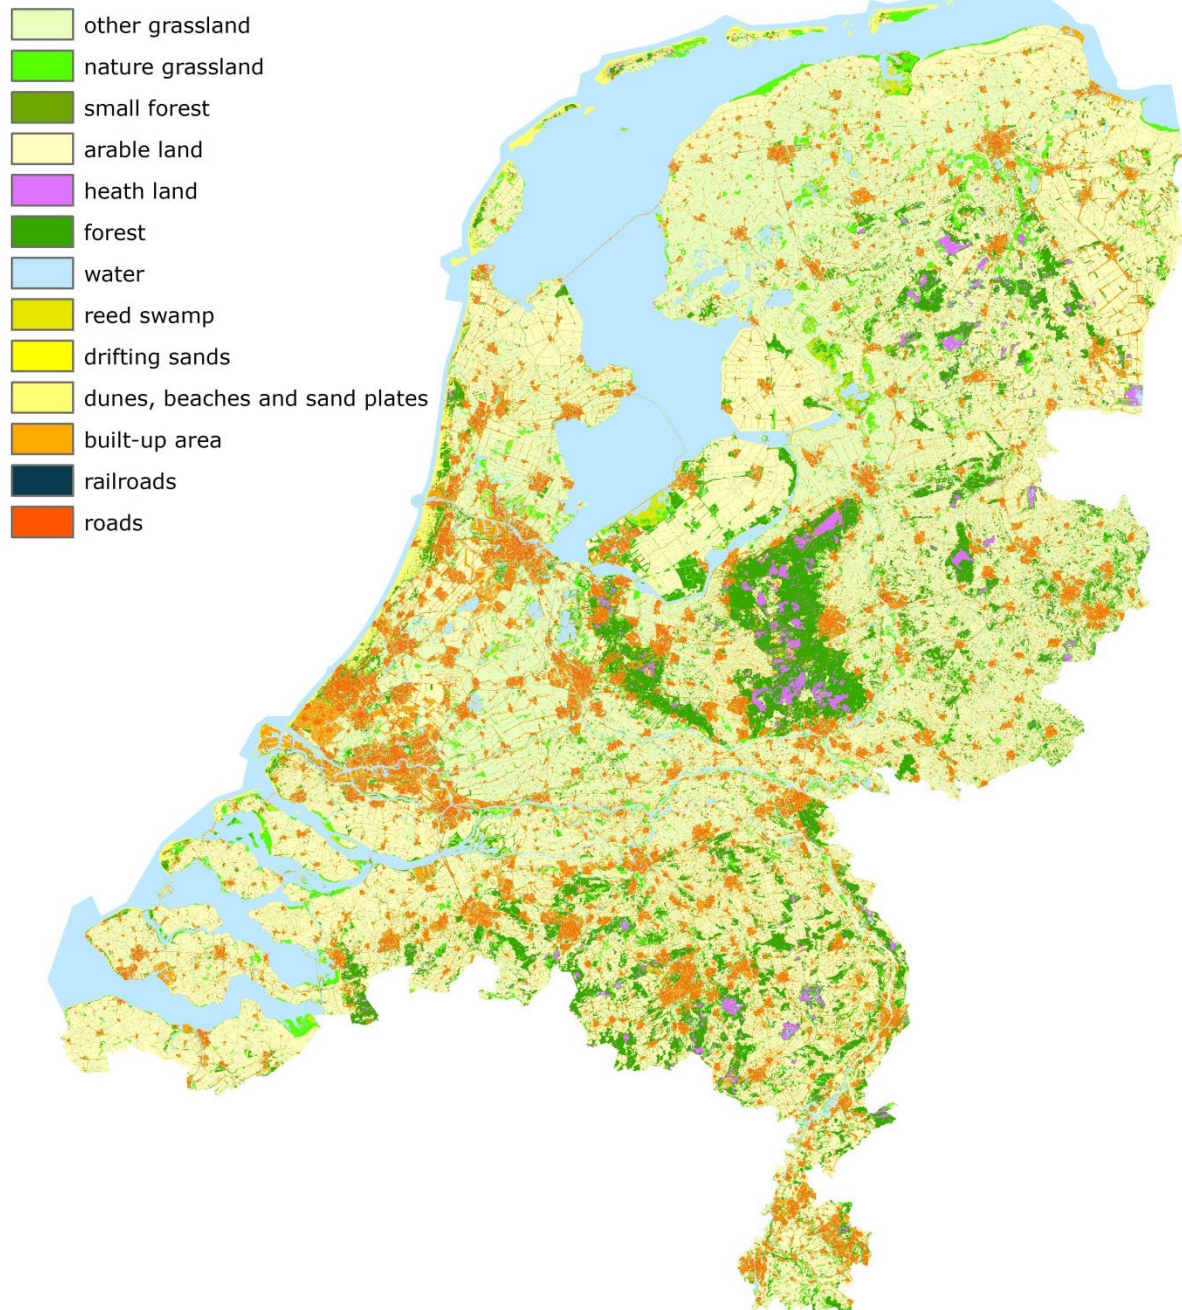 other grassland
nature grassland
small forest
arable land
heath land
forest
water
reed swamp
drifting sands
dunes, beaches and sand plates
built-up area
railroads
roads